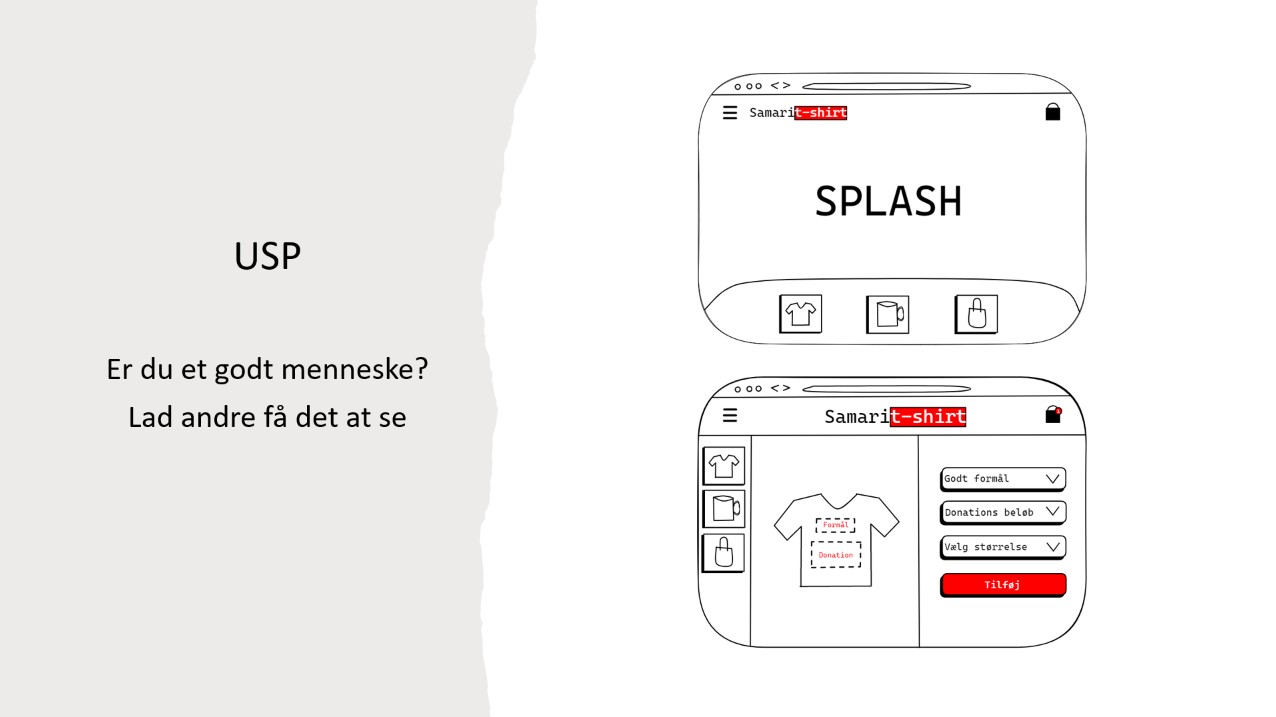 USP
Er du et godt menneske?
Lad andre få det at se
Samarit-shirt
SPLASH
Samarit-shirt
Formål
Donation
Godt formål
Donations beløb
Vælg størrelse
Tilføj